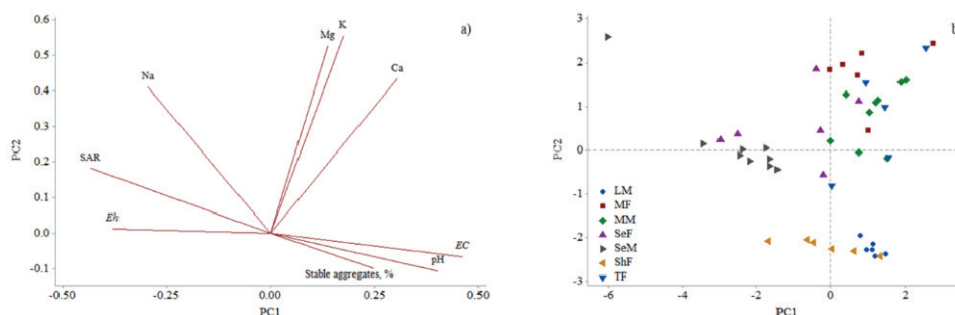 a)
0.6
0.5
0.4
0.3
0.2
0.1
0.0
-0.1
PC2
K
Mg
Ca
Na
SAR
Eh
EC
pH
Stable aggregates, %
-0.50
-0.25
0.00
0.25
0.50
PC1
b
3
2
1
0
-1
-2
-3
PC2
LM
MF
MM
SeF
SeM
ShF
TF
-6
-4
-2
0
2
PC1